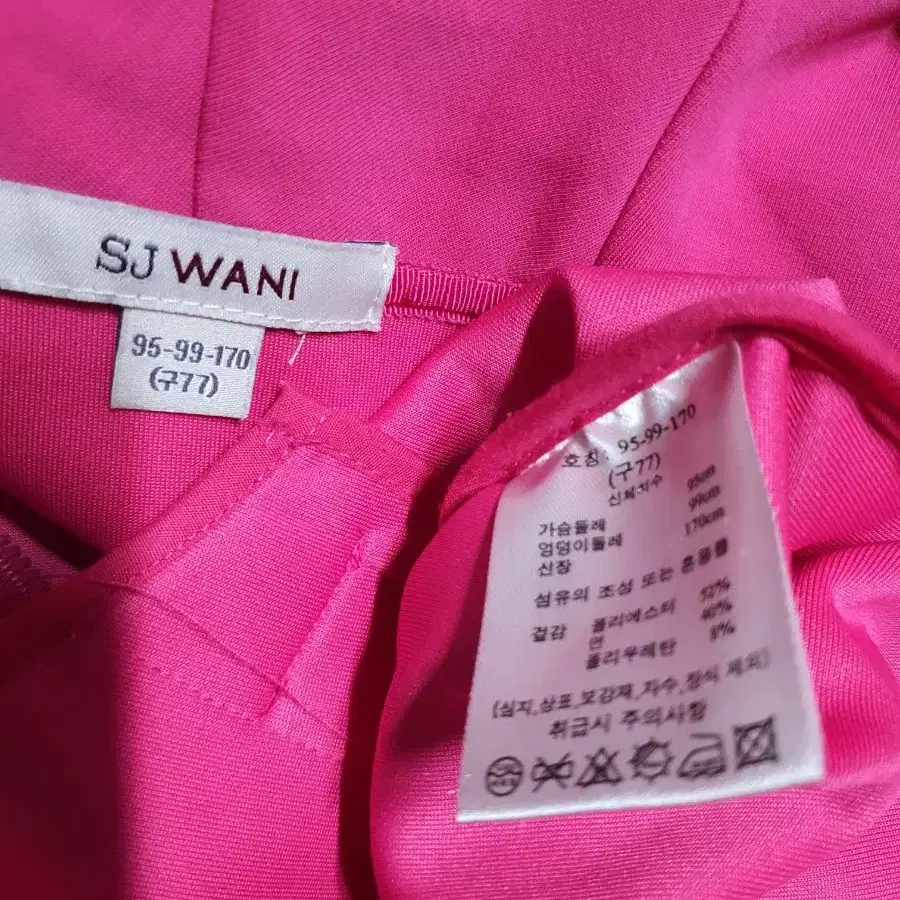 SJ WANI
95-99-170
(구77)
호칭: 95-99-170
(구77)
신체치수
가슴둘레 95cm
엉덩이둘레 99cm
신장 170cm
섬유의 조성 또는 혼용률
겉감 폴리에스터 52%
면 40%
폴리우레탄 8%
(심지,상표,보강재,자수,장식 제외)
취급시 주의사항